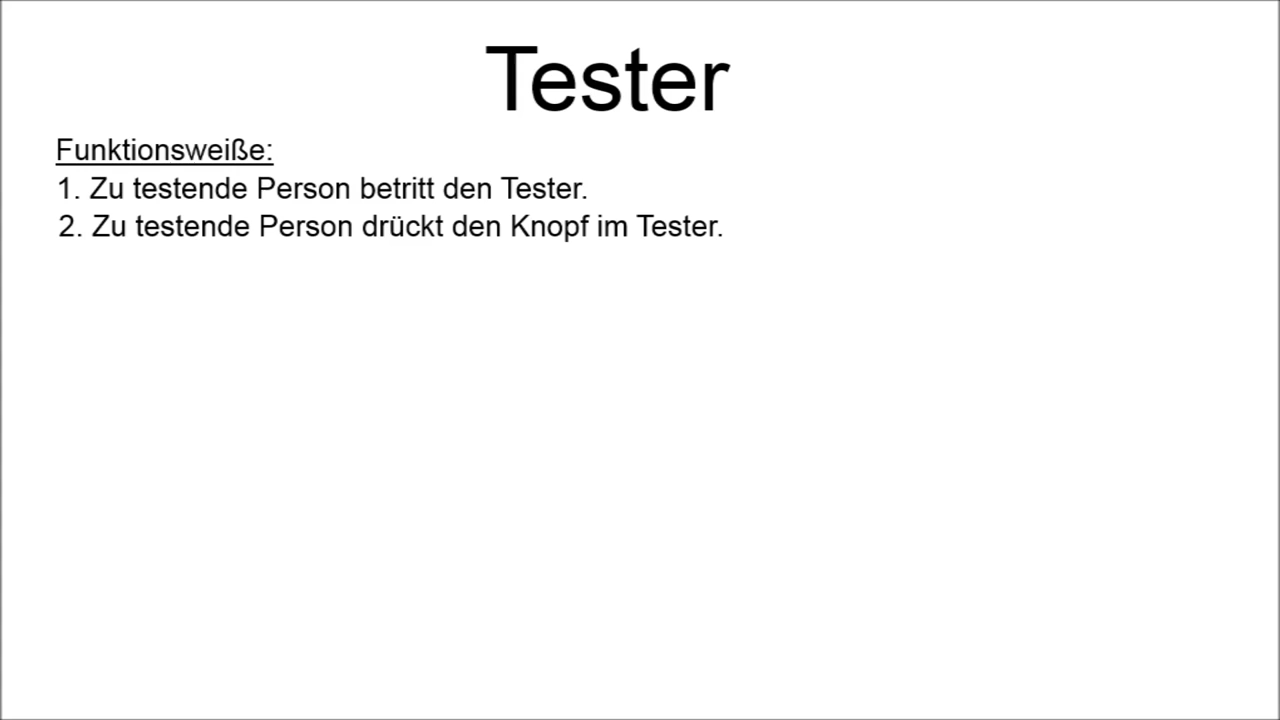 Tester
Funktionsweiße:
1. Zu testende Person betritt den Tester.
2. Zu testende Person drückt den Knopf im Tester.